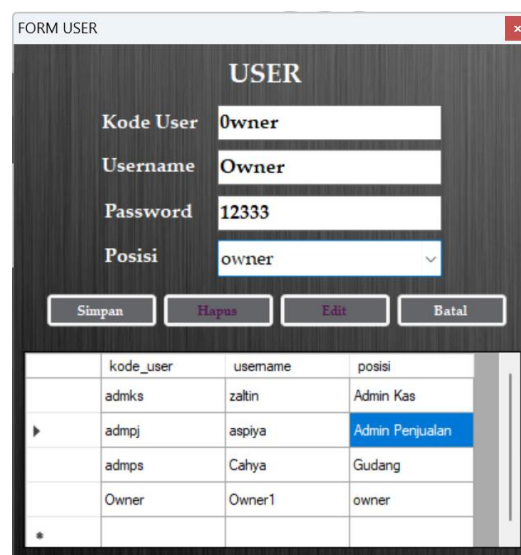 FORM USER
USER
Kode User 0wner
Username Owner
Password 12333
Posisi owner
Simpan Hapus Edit Batal
kode_user username posisi
admks zaltin Admin Kas
admpj aspiya Admin Penjualan
admps Cahya Gudang
Owner Owner1 owner